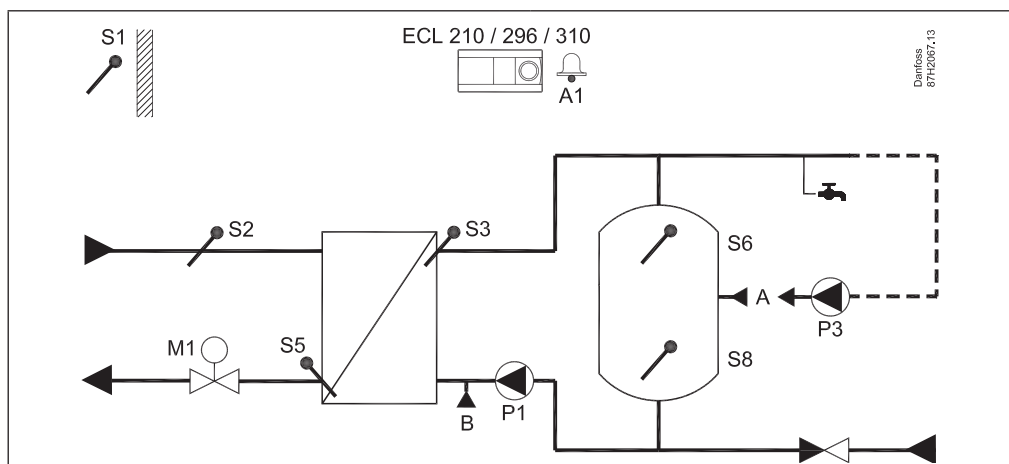 S1
ECL 210 / 296 / 310
A1
Danfoss
87H2067.13
S2
S3
S6
A
P3
M1
S5
S8
B
P1